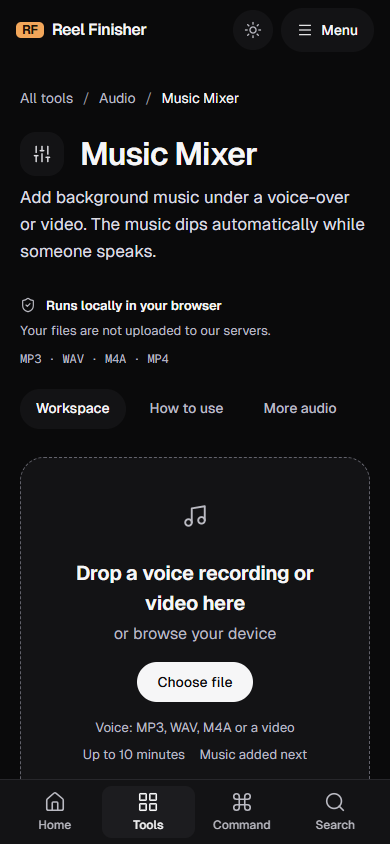 RF Reel Finisher
Menu
All tools / Audio / Music Mixer
Music Mixer
Add background music under a voice-over
or video. The music dips automatically while
someone speaks.
Runs locally in your browser
Your files are not uploaded to our servers.
MP3 · WAV · M4A · MP4
Workspace How to use More audio
Drop a voice recording or
video here
or browse your device
Choose file
Voice: MP3, WAV, M4A or a video
Up to 10 minutes Music added next
Home Tools Command Search